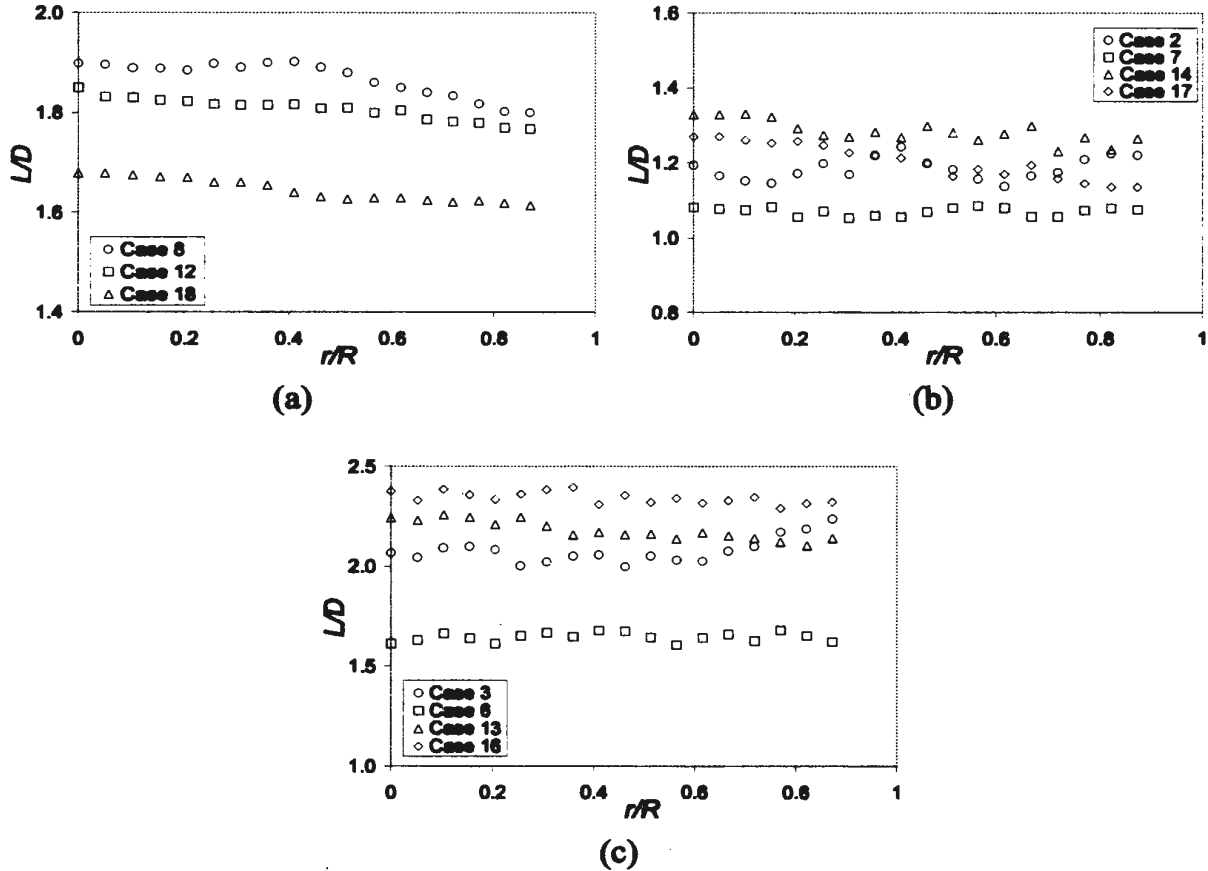 (a)
2.0
1.8
1.6
1.4
L/D
Case 8
Case 12
Case 18
0 0.2 0.4 0.6 0.8 1
r/R
(b)
1.6
1.4
1.2
1.0
0.8
L/D
Case 2
Case 7
Case 14
Case 17
0 0.2 0.4 0.6 0.8 1
r/R
2.5
2.0
1.5
1.0
L/D
Case 3
Case 6
Case 13
Case 16
0 0.2 0.4 0.6 0.8 1
r/R
(c)